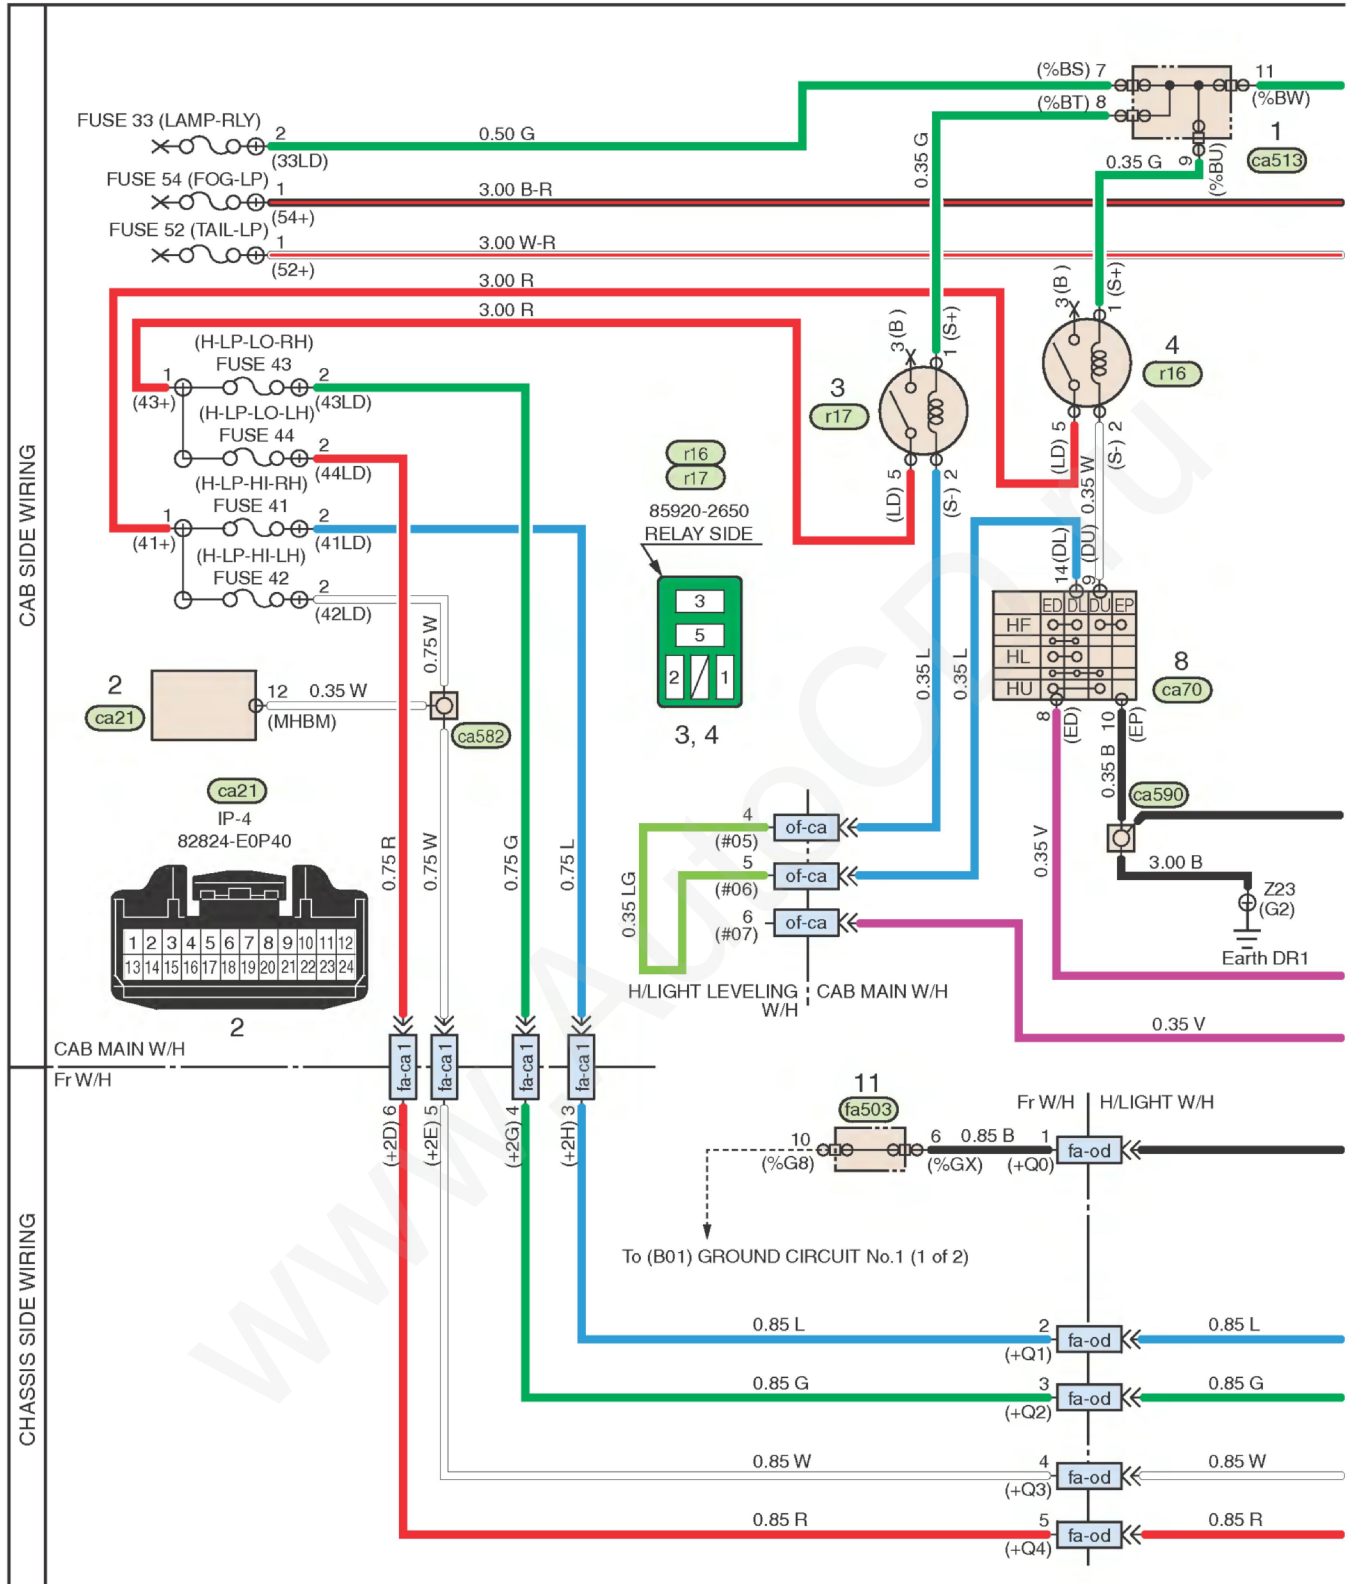 (%BS) 7
11
(%BT) 8
(%BW)
FUSE 33 (LAMP-RLY)
2
0.50 G
(33LD)
1
ca513
0.35 G
0.35 G
9
(%BU)
FUSE 54 (FOG-LP)
1
3.00 B-R
(54+)
FUSE 52 (TAIL-LP)
1
3.00 W-R
(52+)
3.00 R
3.00 R
3 (B)
1 (S+)
3 (B)
1 (S+)
4
r16
3
r17
(H-LP-LO-RH)
FUSE 43
1
2
(43+)
(43LD)
(H-LP-LO-LH)
FUSE 44
2
(44LD)
(H-LP-HI-RH)
FUSE 41
1
2
(41+)
(41LD)
(H-LP-HI-LH)
FUSE 42
2
(42LD)
(LD) 5
(S-) 2
(LD) 5
0.35 W
(S-) 2
r16
r17
85920-2650
RELAY SIDE
3
5
2
1
3, 4
14 (DL)
9 (DU)
ED DL DU EP
HF
HL
HU
8
ca70
8
(ED)
10
(EP)
CAB SIDE WIRING
2
ca21
12
0.35 W
(MHBM)
0.75 W
ca582
0.35 L
0.35 L
0.35 B
ca590
0.35 V
3.00 B
Z23
(G2)
Earth DR1
ca21
IP-4
82824-E0P40
1 2 3 4 5 6 7 8 9 10 11 12
13 14 15 16 17 18 19 20 21 22 23 24
2
0.75 R
0.75 W
0.75 G
0.75 L
4
of-ca
(#05)
5
of-ca
(#06)
6
of-ca
(#07)
0.35 LG
H/LIGHT LEVELING
W/H
CAB MAIN W/H
0.35 V
CAB MAIN W/H
Fr W/H
fa-ca 1
fa-ca 1
fa-ca 1
fa-ca 1
(+2D) 6
(+2E) 5
(+2G) 4
(+2H) 3
11
fa503
Fr W/H
H/LIGHT W/H
10
6
0.85 B
1
fa-od
(%G8)
(%GX)
(+Q0)
To (B01) GROUND CIRCUIT No.1 (1 of 2)
CHASSIS SIDE WIRING
0.85 L
2
fa-od
0.85 L
(+Q1)
0.85 G
3
fa-od
0.85 G
(+Q2)
0.85 W
4
fa-od
0.85 W
(+Q3)
0.85 R
5
fa-od
0.85 R
(+Q4)
www.AutoCD.ru